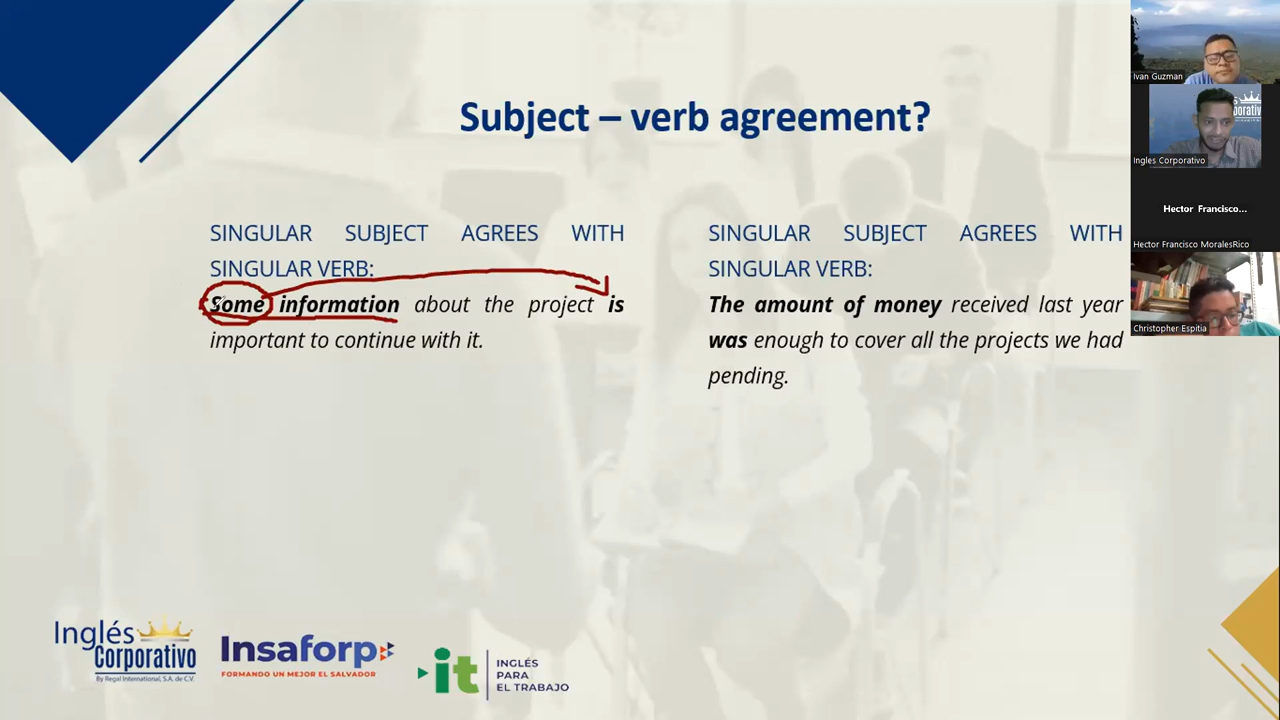 Subject – verb agreement?
SINGULAR SUBJECT AGREES WITH
SINGULAR VERB:
Some information about the project is
important to continue with it.
SINGULAR SUBJECT AGREES WITH
SINGULAR VERB:
The amount of money received last year
was enough to cover all the projects we had
pending.
Ivan Guzman
Ingles Corporativo
Hector Francisco...
Hector Francisco MoralesRico
Christopher Espitia
Inglés
Corporativo
By Regal International, S.A. de C.V.
Insaforp
FORMANDO UN MEJOR EL SALVADOR
it
INGLÉS
PARA
EL TRABAJO